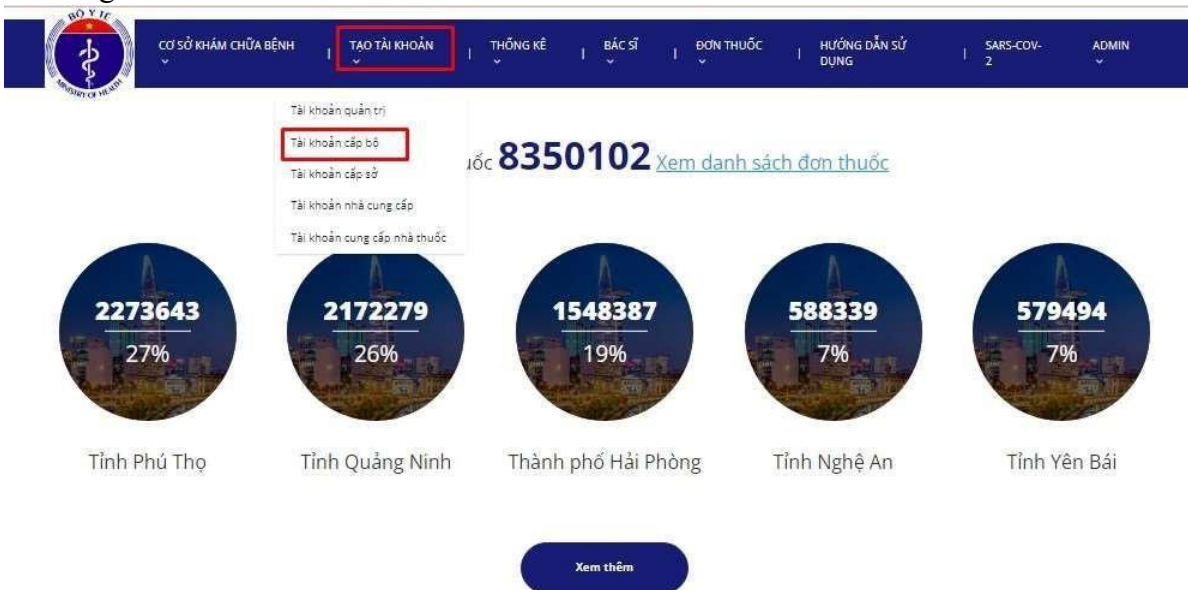 BỘ Y TẾ
MINISTRY OF HEALTH
CƠ SỞ KHÁM CHỮA BỆNH | TẠO TÀI KHOẢN | THỐNG KÊ | BÁC SĨ | ĐƠN THUỐC | HƯỚNG DẪN SỬ DỤNG | SARS-COV-2 ADMIN
Tài khoản quản trị
Tài khoản cấp bộ
Tài khoản cấp sở
Tài khoản nhà cung cấp
Tài khoản cung cấp nhà thuốc
uốc 8350102 Xem danh sách đơn thuốc
2273643
27%
Tỉnh Phú Thọ
2172279
26%
Tỉnh Quảng Ninh
1548387
19%
Thành phố Hải Phòng
588339
7%
Tỉnh Nghệ An
579494
7%
Tỉnh Yên Bái
Xem thêm